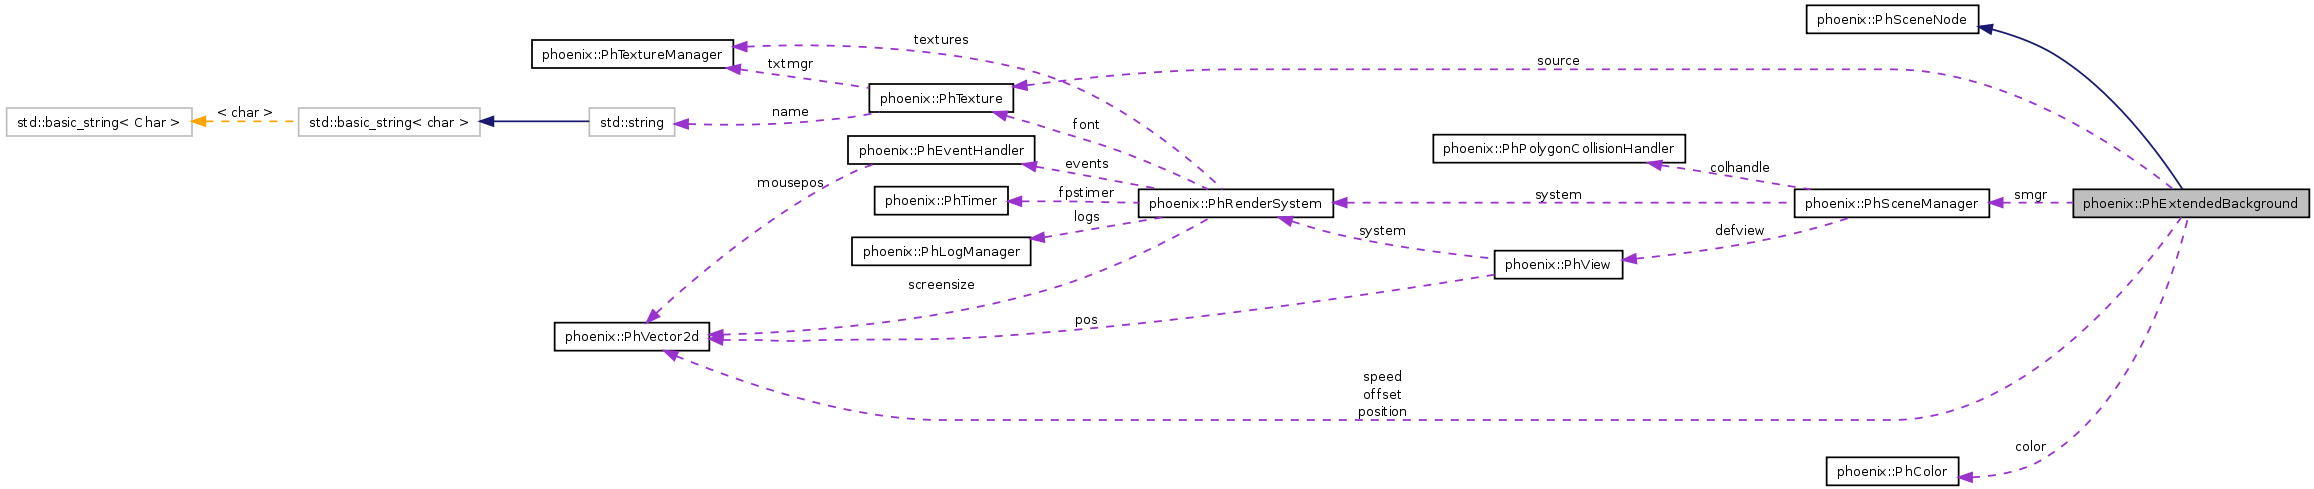 phoenix::PhSceneNode
textures
phoenix::PhTextureManager
source
txtmgr
phoenix::PhTexture
< char >
name
std::basic_string< Char >
std::basic_string< char >
std::string
font
phoenix::PhEventHandler
phoenix::PhPolygonCollisionHandler
events
colhandle
mousepos
fpstimer
system
smgr
phoenix::PhTimer
phoenix::PhRenderSystem
phoenix::PhSceneManager
phoenix::PhExtendedBackground
logs
system
defview
phoenix::PhLogManager
phoenix::PhView
screensize
pos
phoenix::PhVector2d
speed
offset
position
color
phoenix::PhColor